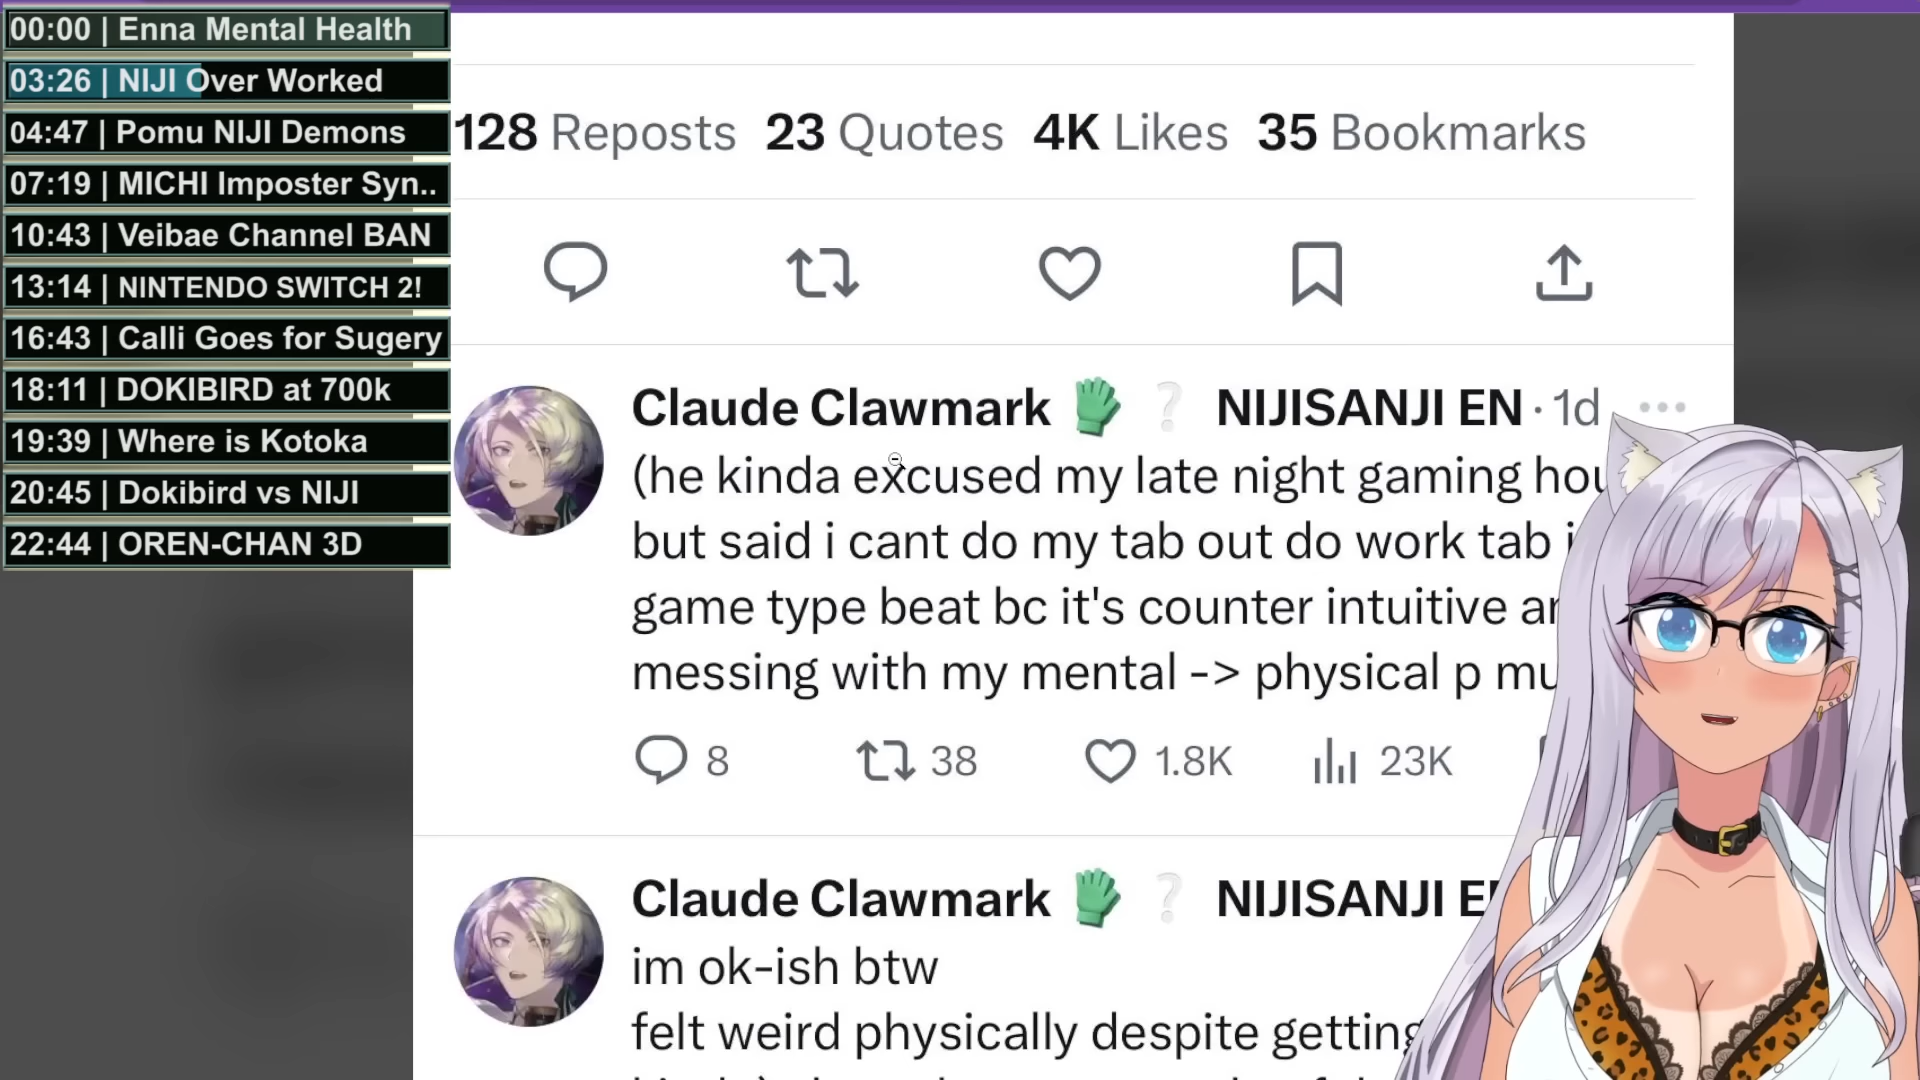 00:00 | Enna Mental Health
03:26 | NIJI Over Worked
04:47 | Pomu NIJI Demons
07:19 | MICHI Imposter Syn..
10:43 | Veibae Channel BAN
13:14 | NINTENDO SWITCH 2!
16:43 | Calli Goes for Sugery
18:11 | DOKIBIRD at 700k
19:39 | Where is Kotoka
20:45 | Dokibird vs NIJI
22:44 | OREN-CHAN 3D
128 Reposts 23 Quotes 4K Likes 35 Bookmarks
Claude Clawmark 🧤 ❔ NIJISANJI EN · 1d
(he kinda excused my late night gaming
but said i cant do my tab out do work tab
game type beat bc it's counter intuitive
messing with my mental -> physical p
8 38 1.8K 23K
Claude Clawmark 🧤 ❔ NIJISANJI
im ok-ish btw
felt weird physically despite getting